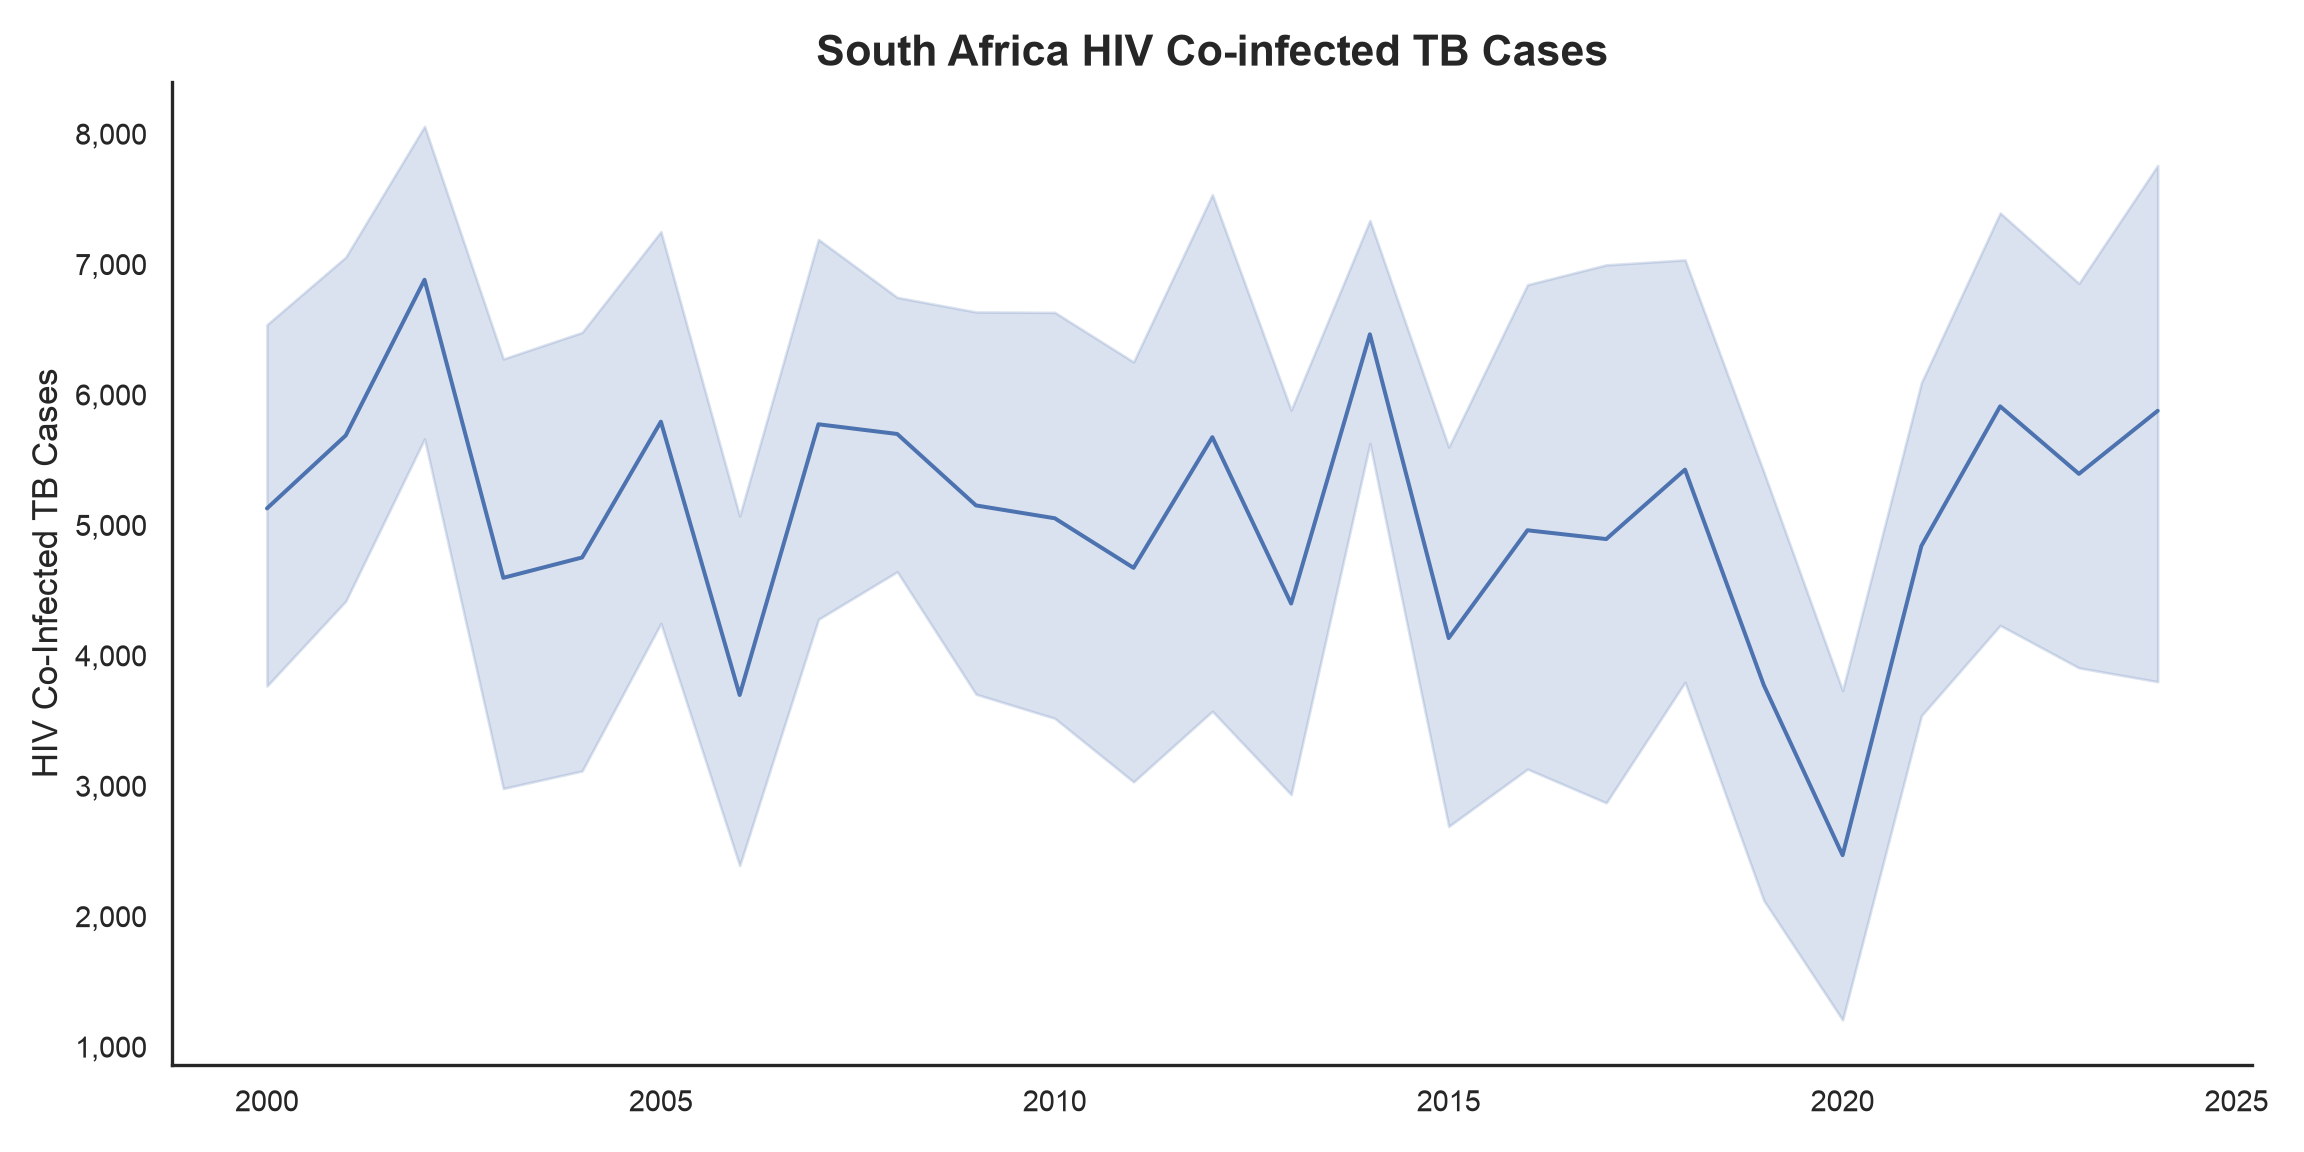 South Africa HIV Co-infected TB Cases
HIV Co-Infected TB Cases
8,000
7,000
6,000
5,000
4,000
3,000
2,000
1,000
2000 2005 2010 2015 2020 2025